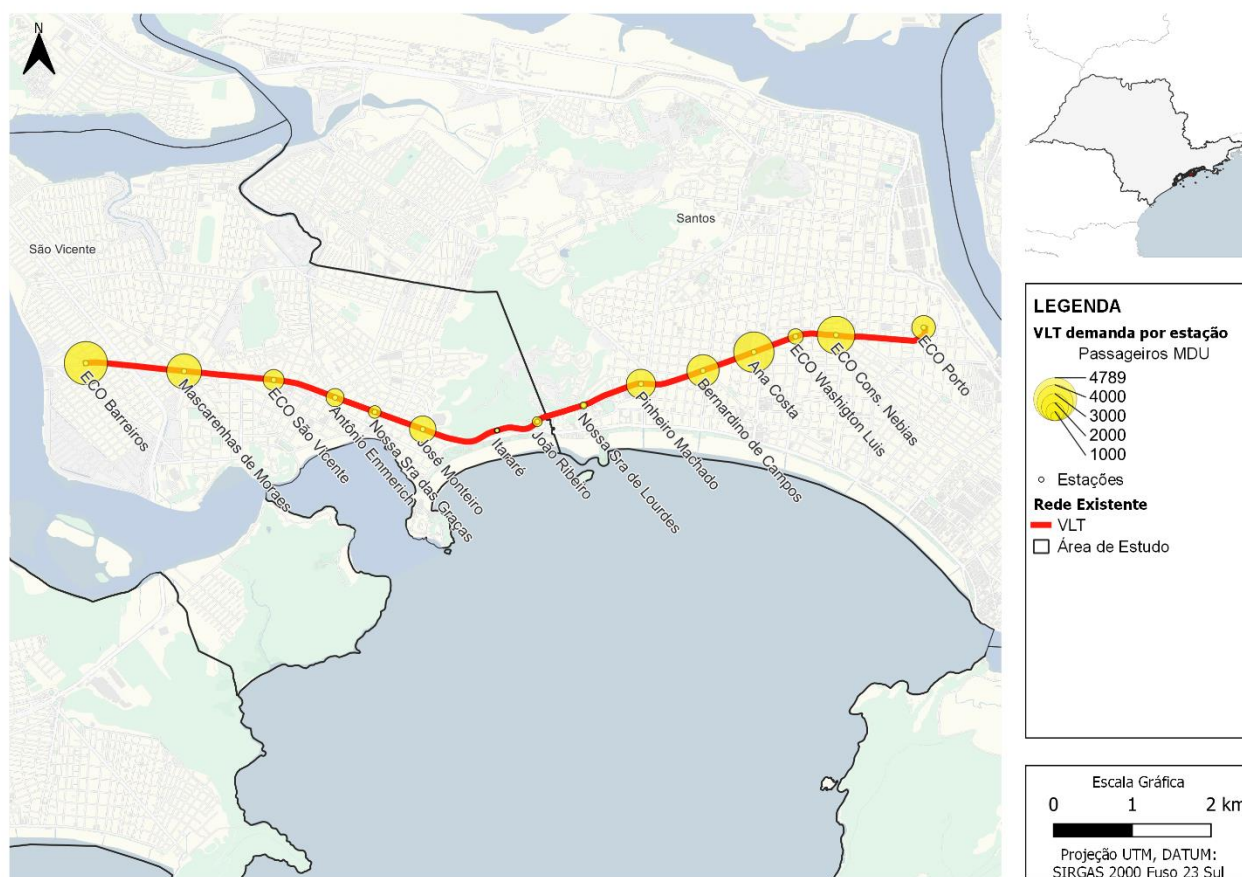 N
São Vicente
Santos
ECO Barreiros
Mascarenhas de Moraes
ECO São Vicente
Antônio Emmerich
Nossa Sra das Graças
José Monteiro
Itararé
João Ribeiro
Nossa Sra de Lourdes
Pinheiro Machado
Bernardino de Campos
Ana Costa
ECO Washigton Luis
ECO Cons. Nebias
ECO Porto
LEGENDA
VLT demanda por estação
Passageiros MDU
4789
4000
3000
2000
1000
Estações
Rede Existente
VLT
Área de Estudo
Escala Gráfica
0 1 2 km
Projeção UTM, DATUM:
SIRGAS 2000 Fuso 23 Sul